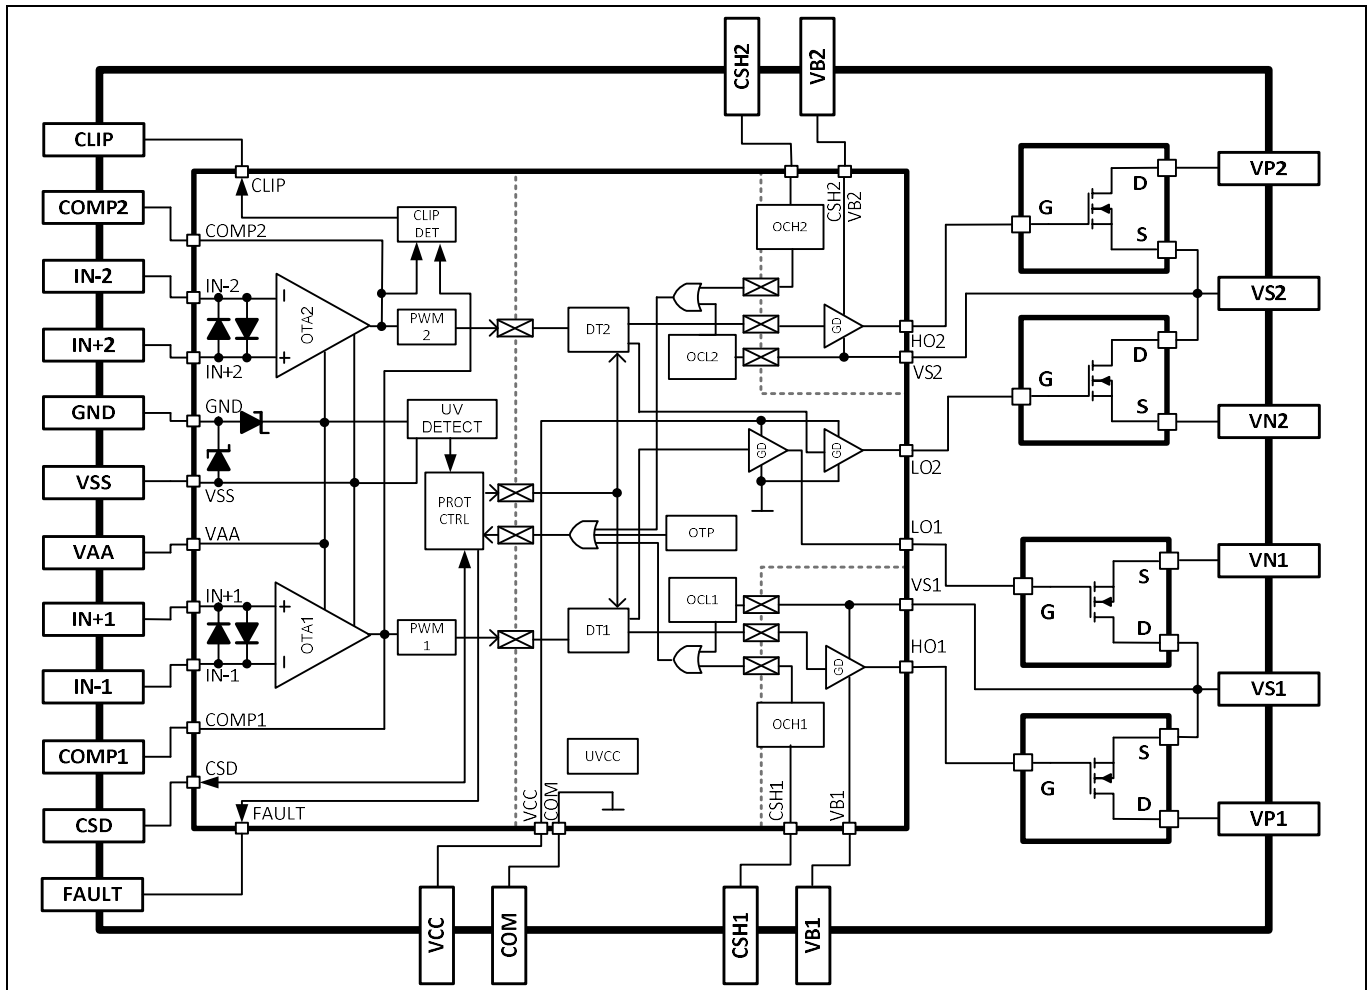 CSH2
VB2
CLIP
COMP2
IN-2
IN+2
GND
VSS
VAA
IN+1
IN-1
COMP1
CSD
FAULT
CLIP
COMP2
IN-2
IN+2
GND
VSS
VAA
IN+1
IN-1
COMP1
CSD
FAULT
CLIP
DET
OTA2
PWM
2
UV
DETECT
PROT
CTRL
OTA1
PWM
1
DT2
DT1
OCH2
OCL2
GD
GD
GD
OTP
OCL1
GD
OCH1
UVCC
CSH2
VB2
HO2
VS2
LO2
LO1
VS1
HO1
VCC
COM
CSH1
VB1
G
D
S
G
D
S
G
S
D
G
S
D
VP2
VS2
VN2
VN1
VS1
VP1
VCC
COM
CSH1
VB1